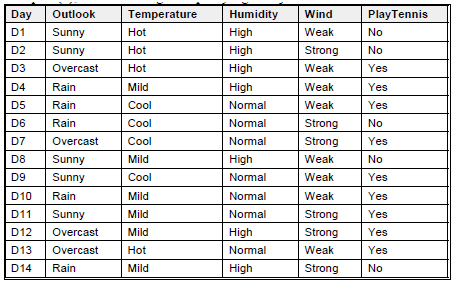 Day Outlook Temperature Humidity Wind PlayTennis
D1 Sunny Hot High Weak No
D2 Sunny Hot High Strong No
D3 Overcast Hot High Weak Yes
D4 Rain Mild High Weak Yes
D5 Rain Cool Normal Weak Yes
D6 Rain Cool Normal Strong No
D7 Overcast Cool Normal Strong Yes
D8 Sunny Mild High Weak No
D9 Sunny Cool Normal Weak Yes
D10 Rain Mild Normal Weak Yes
D11 Sunny Mild Normal Strong Yes
D12 Overcast Mild High Strong Yes
D13 Overcast Hot Normal Weak Yes
D14 Rain Mild High Strong No